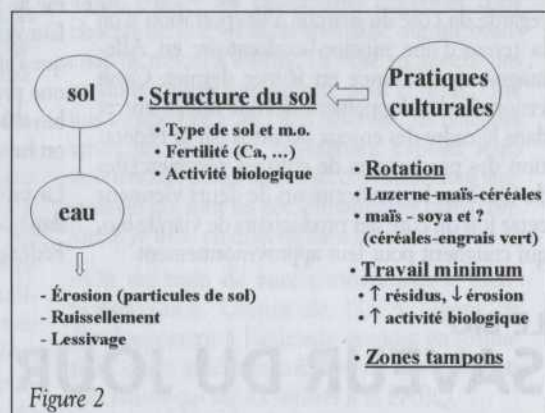 sol
• Structure du sol
Pratiques
culturales
• Type de sol et m.o.
• Fertilité (Ca, ...)
• Activité biologique
eau
• Rotation
• Luzerne-maïs-céréales
• maïs - soya et ?
(céréales-engrais vert)
- Érosion (particules de sol)
- Ruissellement
- Lessivage
• Travail minimum
• ↑ résidus, ↓ érosion
• ↑ activité biologique
• Zones tampons
Figure 2